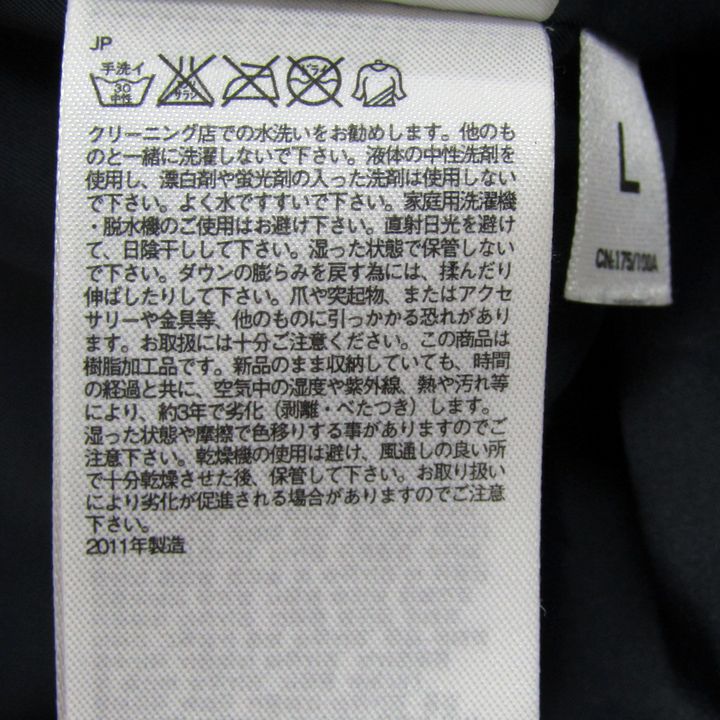 JP
手洗イ
30
中性
エンソ
サラシ
ドライ
クリーニング店での水洗いをお勧めします。他のも
のと一緒に洗濯しないで下さい。液体の中性洗剤を
使用し、漂白剤や蛍光剤の入った洗剤は使用しない
で下さい。よく水ですすいで下さい。家庭用洗濯機
・脱水機のご使用はお避け下さい。直射日光を避け
て、日陰干しして下さい。湿った状態で保管しない
で下さい。ダウンの膨らみを戻す為には、揉んだり
伸ばしたりして下さい。爪や突起物、またはアクセ
サリーや金具等、他のものに引っかかる恐れがあり
ます。お取扱には十分ご注意ください。この商品は
樹脂加工品です。新品のまま収納していても、時間
の経過と共に、空気中の湿度や紫外線、熱や汚れ等
により、約3年で劣化（剥離・べたつき）します。
湿った状態や摩擦で色移りする事がありますのでご
注意下さい。乾燥機の使用は避け、風通しの良い所
で十分乾燥させた後、保管して下さい。お取り扱い
により劣化が促進される場合がありますのでご注意
下さい。
2011年製造
L
CN:175/100A